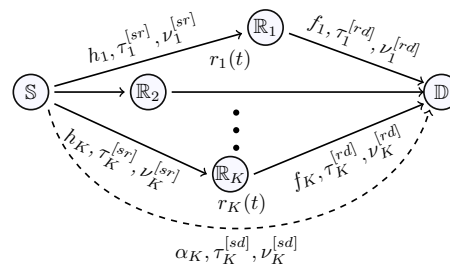 h_1, τ_1^{[sr]}, ν_1^{[sr]}
ℝ_1
r_1(t)
f_1, τ_1^{[rd]}, ν_1^{[rd]}
𝕊
ℝ_2
𝔻
h_K, τ_K^{[sr]}, ν_K^{[sr]}
ℝ_K
r_K(t)
f_K, τ_K^{[rd]}, ν_K^{[rd]}
α_K, τ_K^{[sd]}, ν_K^{[sd]}